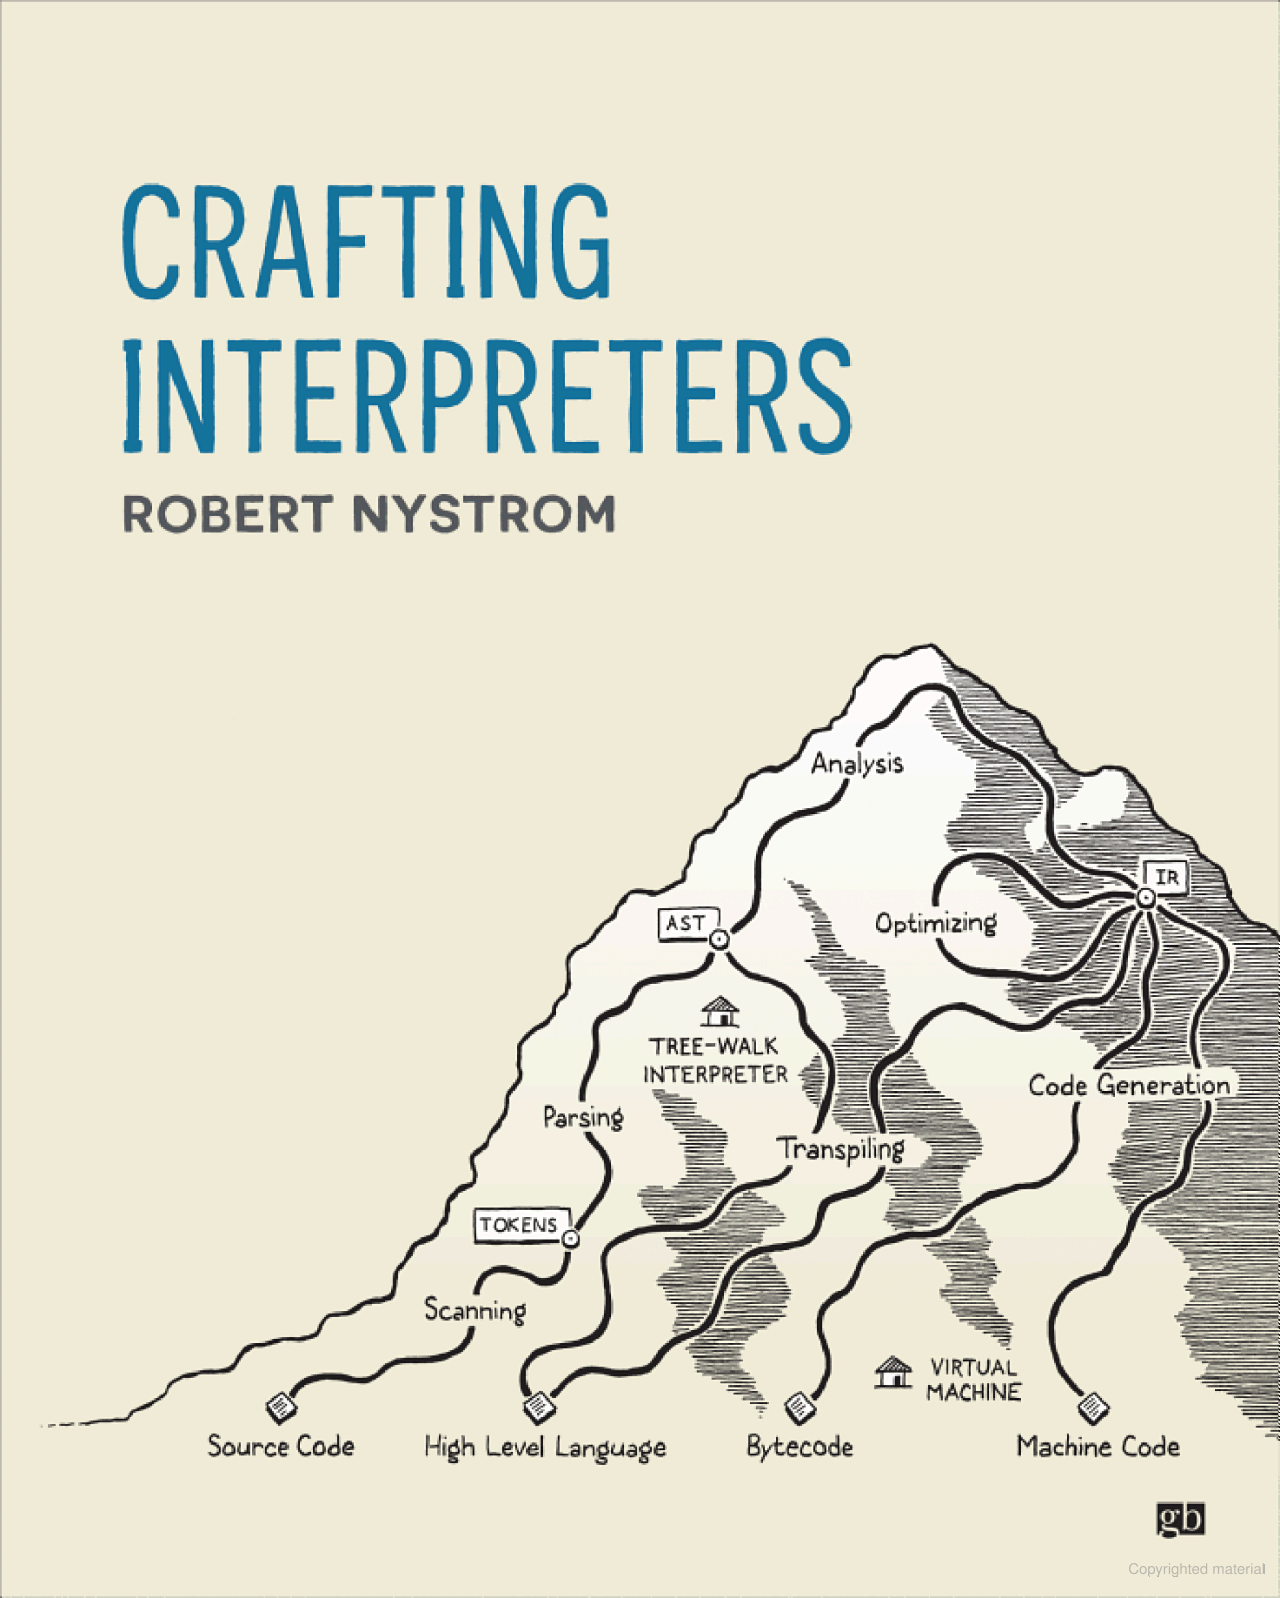 CRAFTING
INTERPRETERS
ROBERT NYSTROM
Analysis
IR
AST
Optimizing
TREE-WALK
INTERPRETER
Code Generation
Parsing
Transpiling
TOKENS
Scanning
VIRTUAL
MACHINE
Source Code
High Level Language
Bytecode
Machine Code
gb
Copyrighted material